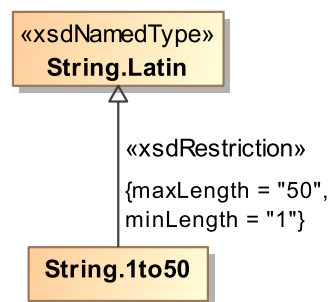 «xsdNamedType»
String.Latin
«xsdRestriction»
{maxLength = "50",
minLength = "1"}
String.1to50